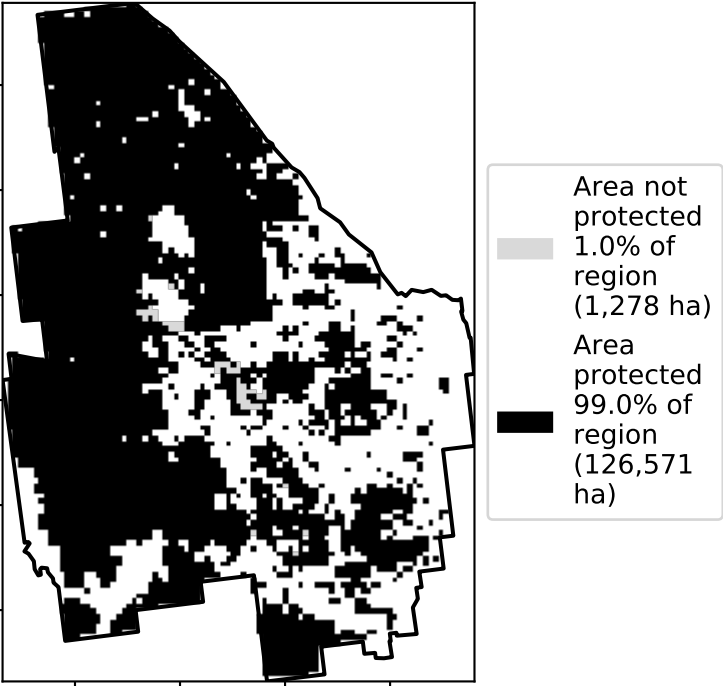 Area not
protected
1.0% of
region
(1,278 ha)
Area
protected
99.0% of
region
(126,571
ha)